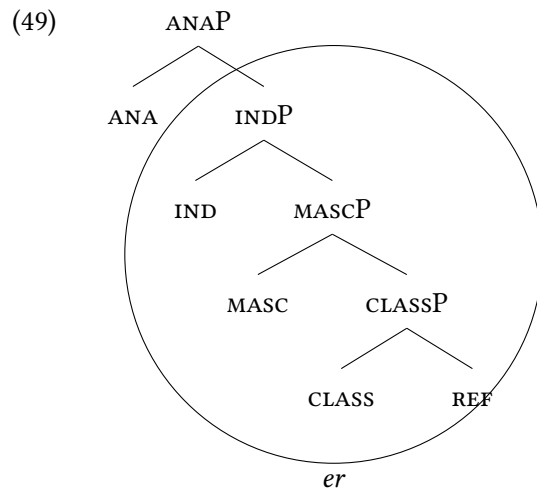 (49)
ANAP
ANA INDP
IND MASCP
MASC CLASSP
CLASS REF
er